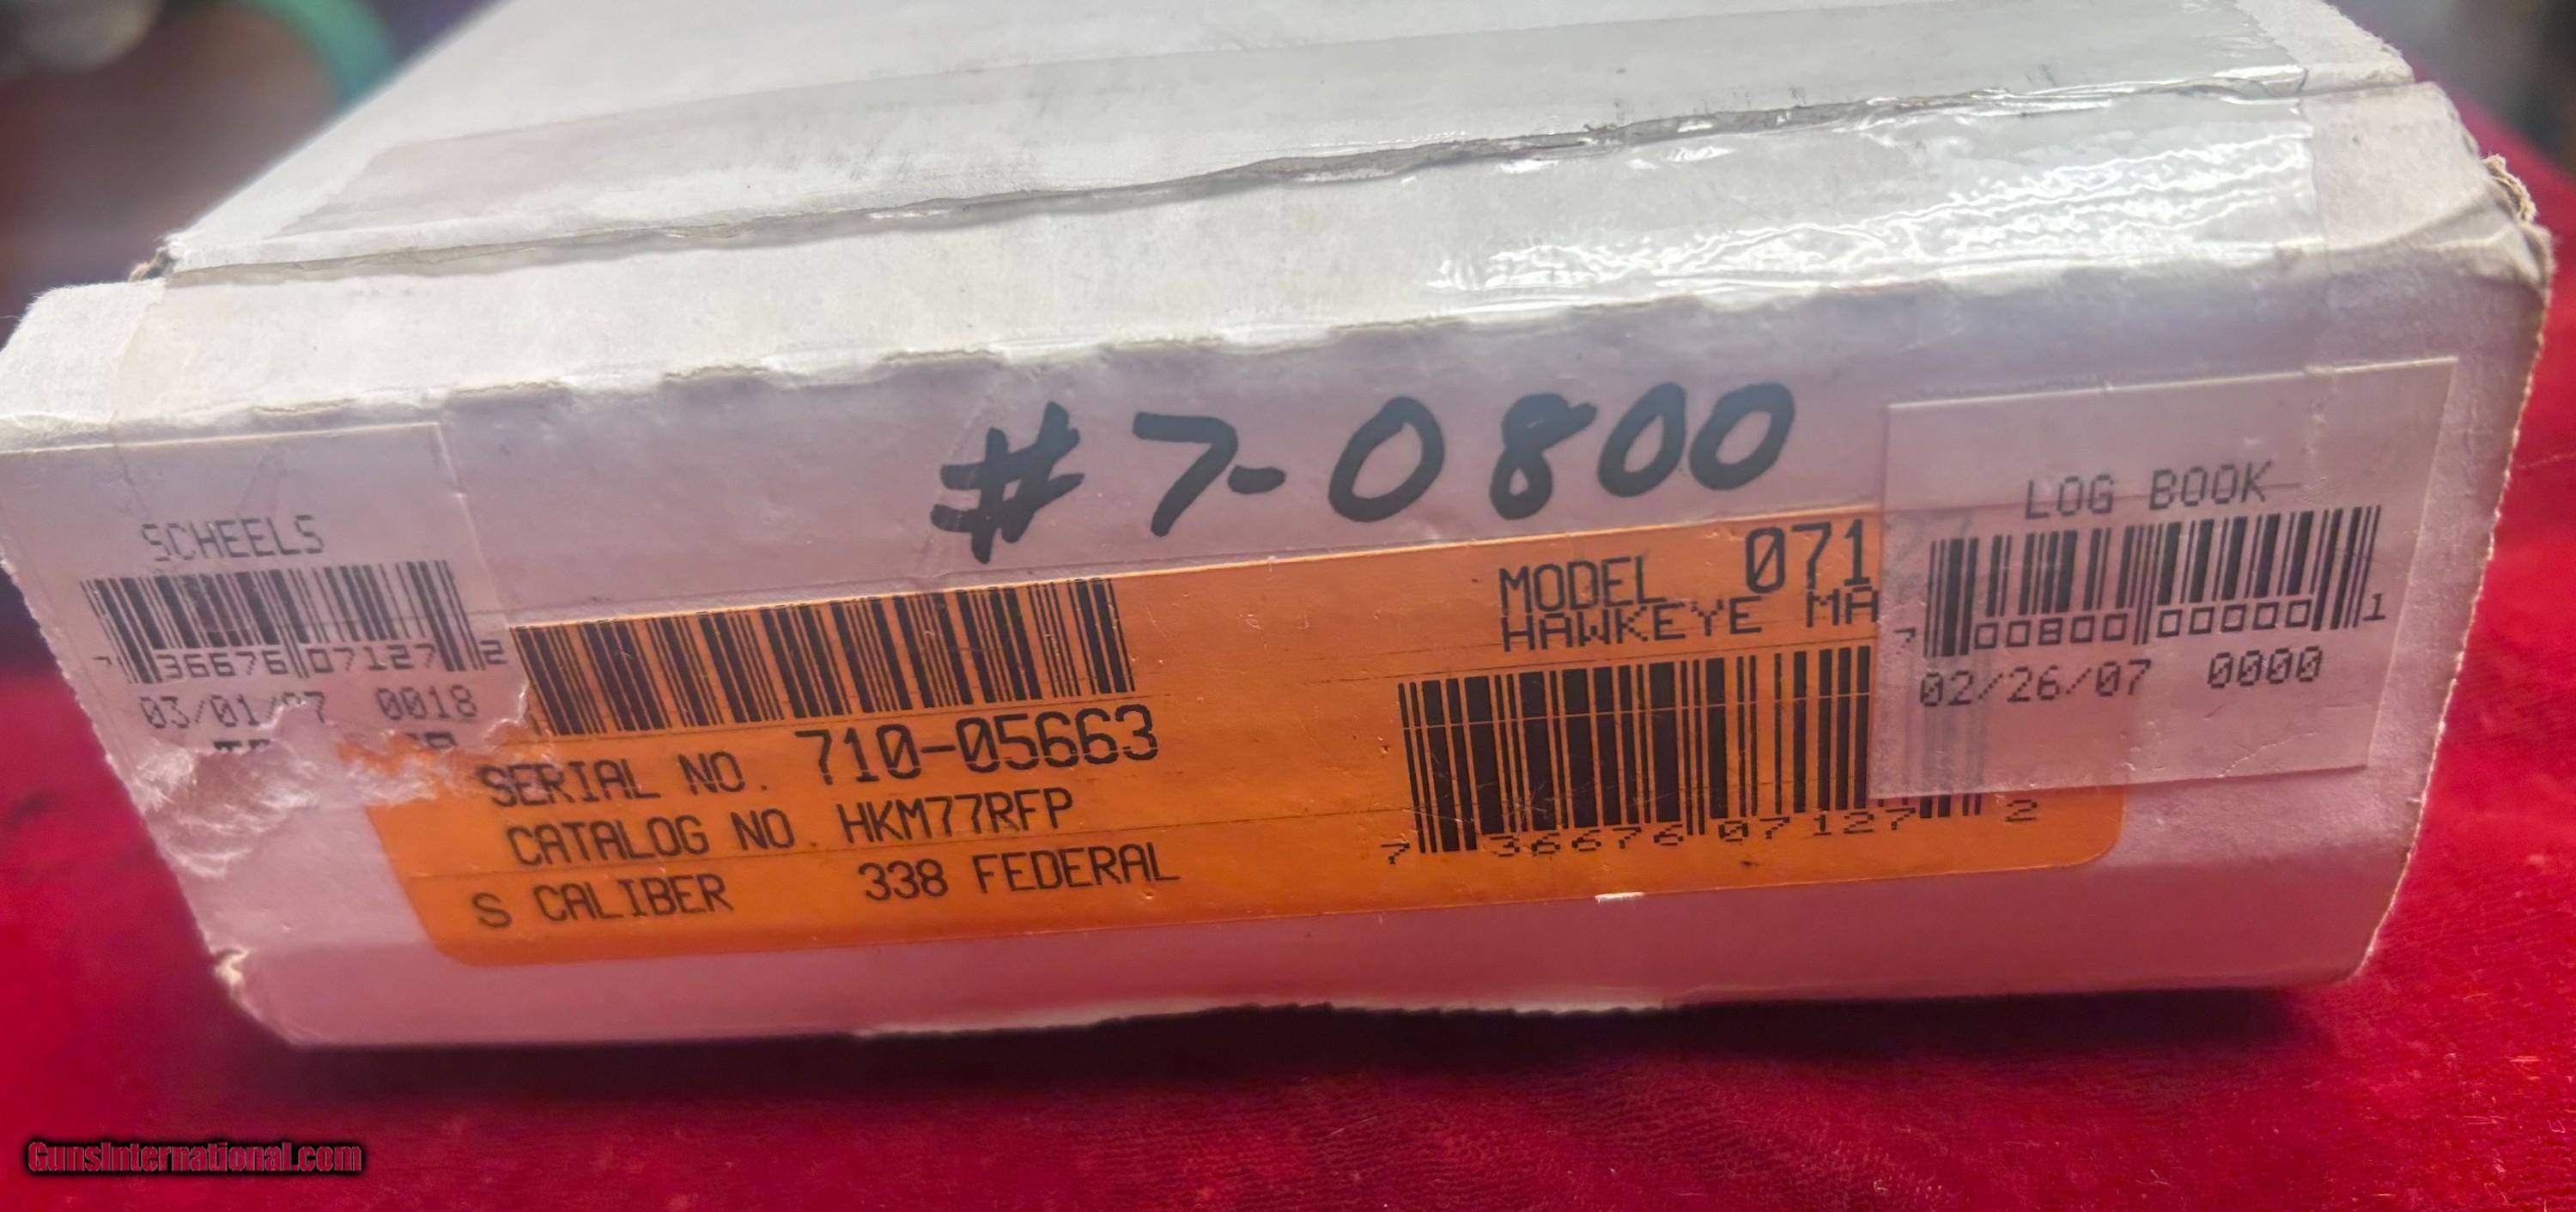 #7-0800
SCHEELS
7 36676 07127 2
03/01/07 0018
SERIAL NO. 710-05663
CATALOG NO. HKM77RFP
S CALIBER 338 FEDERAL
MODEL 071
HAWKEYE MA
7 36676 07127 2
LOG BOOK
7 00800 00000 1
02/26/07 0000
GunsInternational.com